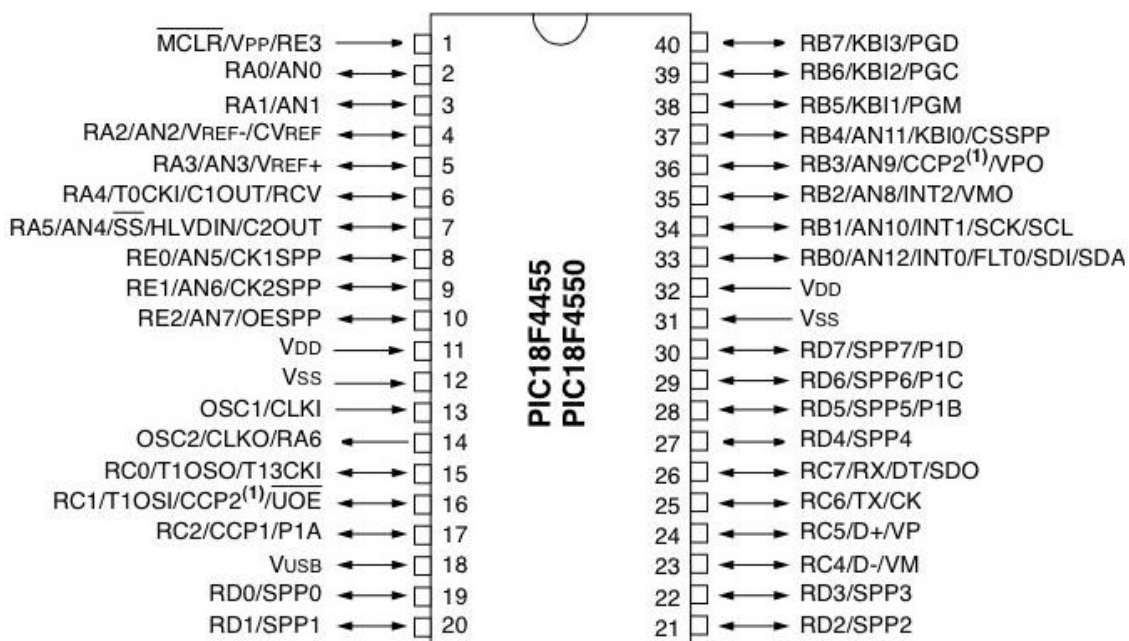 MCLR/VPP/RE3 1
RA0/AN0 2
RA1/AN1 3
RA2/AN2/VREF-/CVREF 4
RA3/AN3/VREF+ 5
RA4/T0CKI/C1OUT/RCV 6
RA5/AN4/SS/HLVDIN/C2OUT 7
RE0/AN5/CK1SPP 8
RE1/AN6/CK2SPP 9
RE2/AN7/OESPP 10
VDD 11
VSS 12
OSC1/CLKI 13
OSC2/CLKO/RA6 14
RC0/T1OSO/T13CKI 15
RC1/T1OSI/CCP2(1)/UOE 16
RC2/CCP1/P1A 17
VUSB 18
RD0/SPP0 19
RD1/SPP1 20
PIC18F4455
PIC18F4550
40 RB7/KBI3/PGD
39 RB6/KBI2/PGC
38 RB5/KBI1/PGM
37 RB4/AN11/KBI0/CSSPP
36 RB3/AN9/CCP2(1)/VPO
35 RB2/AN8/INT2/VMO
34 RB1/AN10/INT1/SCK/SCL
33 RB0/AN12/INT0/FLT0/SDI/SDA
32 VDD
31 VSS
30 RD7/SPP7/P1D
29 RD6/SPP6/P1C
28 RD5/SPP5/P1B
27 RD4/SPP4
26 RC7/RX/DT/SDO
25 RC6/TX/CK
24 RC5/D+/VP
23 RC4/D-/VM
22 RD3/SPP3
21 RD2/SPP2